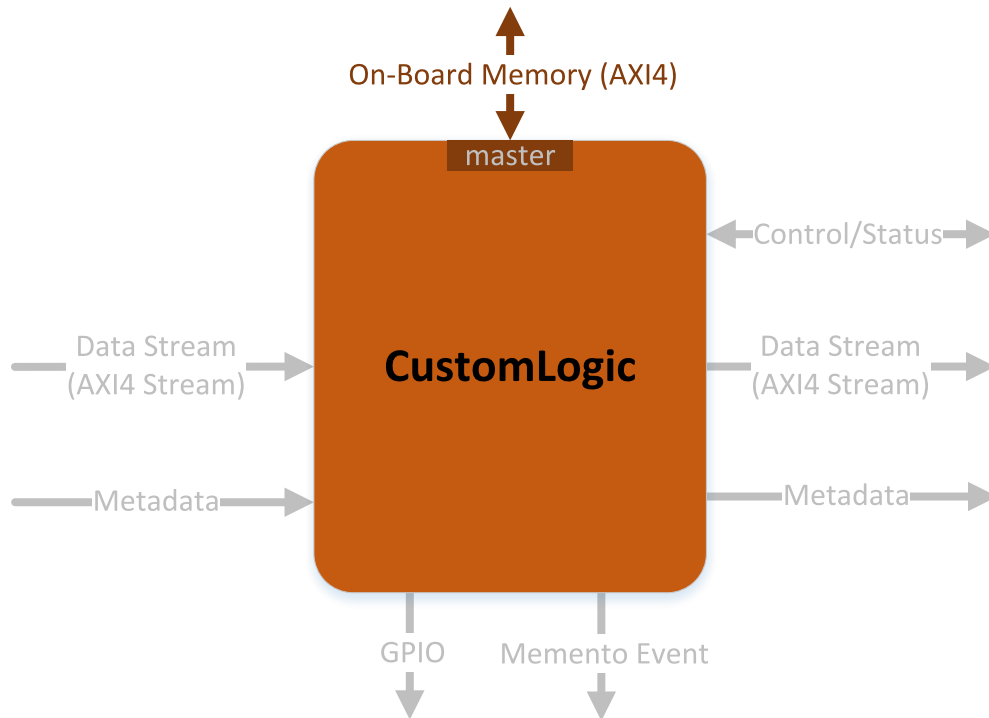 On-Board Memory (AXI4)
master
Control/Status
Data Stream
(AXI4 Stream)
CustomLogic
Data Stream
(AXI4 Stream)
Metadata
Metadata
GPIO
Memento Event